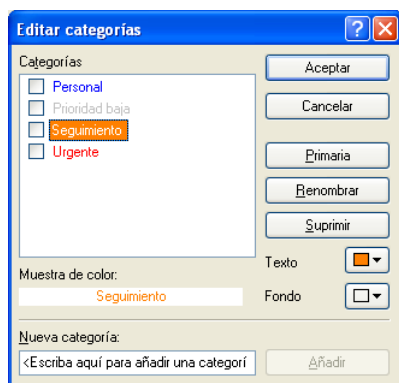 Editar categorías
Categorías
Personal
Prioridad baja
Seguimiento
Urgente
Aceptar
Cancelar
Primaria
Renombrar
Suprimir
Texto
Fondo
Muestra de color:
Seguimiento
Nueva categoría:
<Escriba aquí para añadir una categorí
Añadir